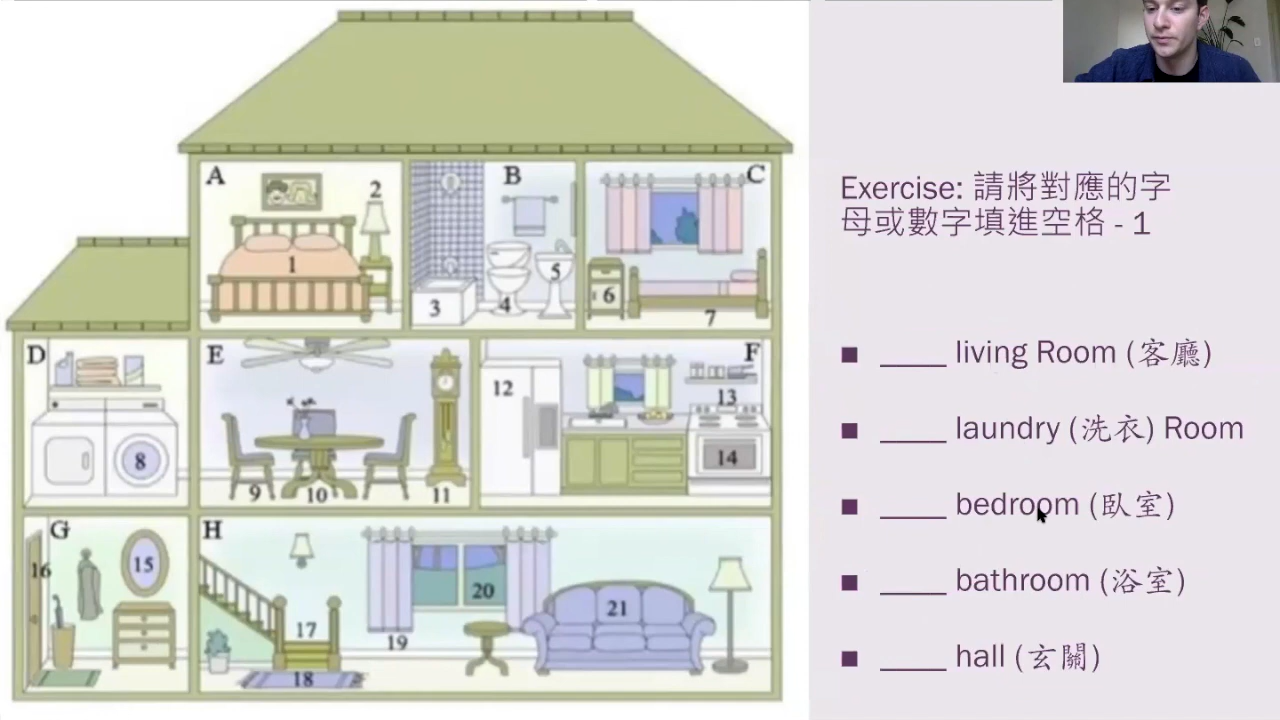 A
2
B
C
1
5
3
4
6
7
D
E
F
12
13
8
14
9
10
11
G
H
16
15
20
21
17
19
18
Exercise: 請將對應的字
母或數字填進空格 - 1
■ ____ living Room (客廳)
■ ____ laundry (洗衣) Room
■ ____ bedroom (臥室)
■ ____ bathroom (浴室)
■ ____ hall (玄關)